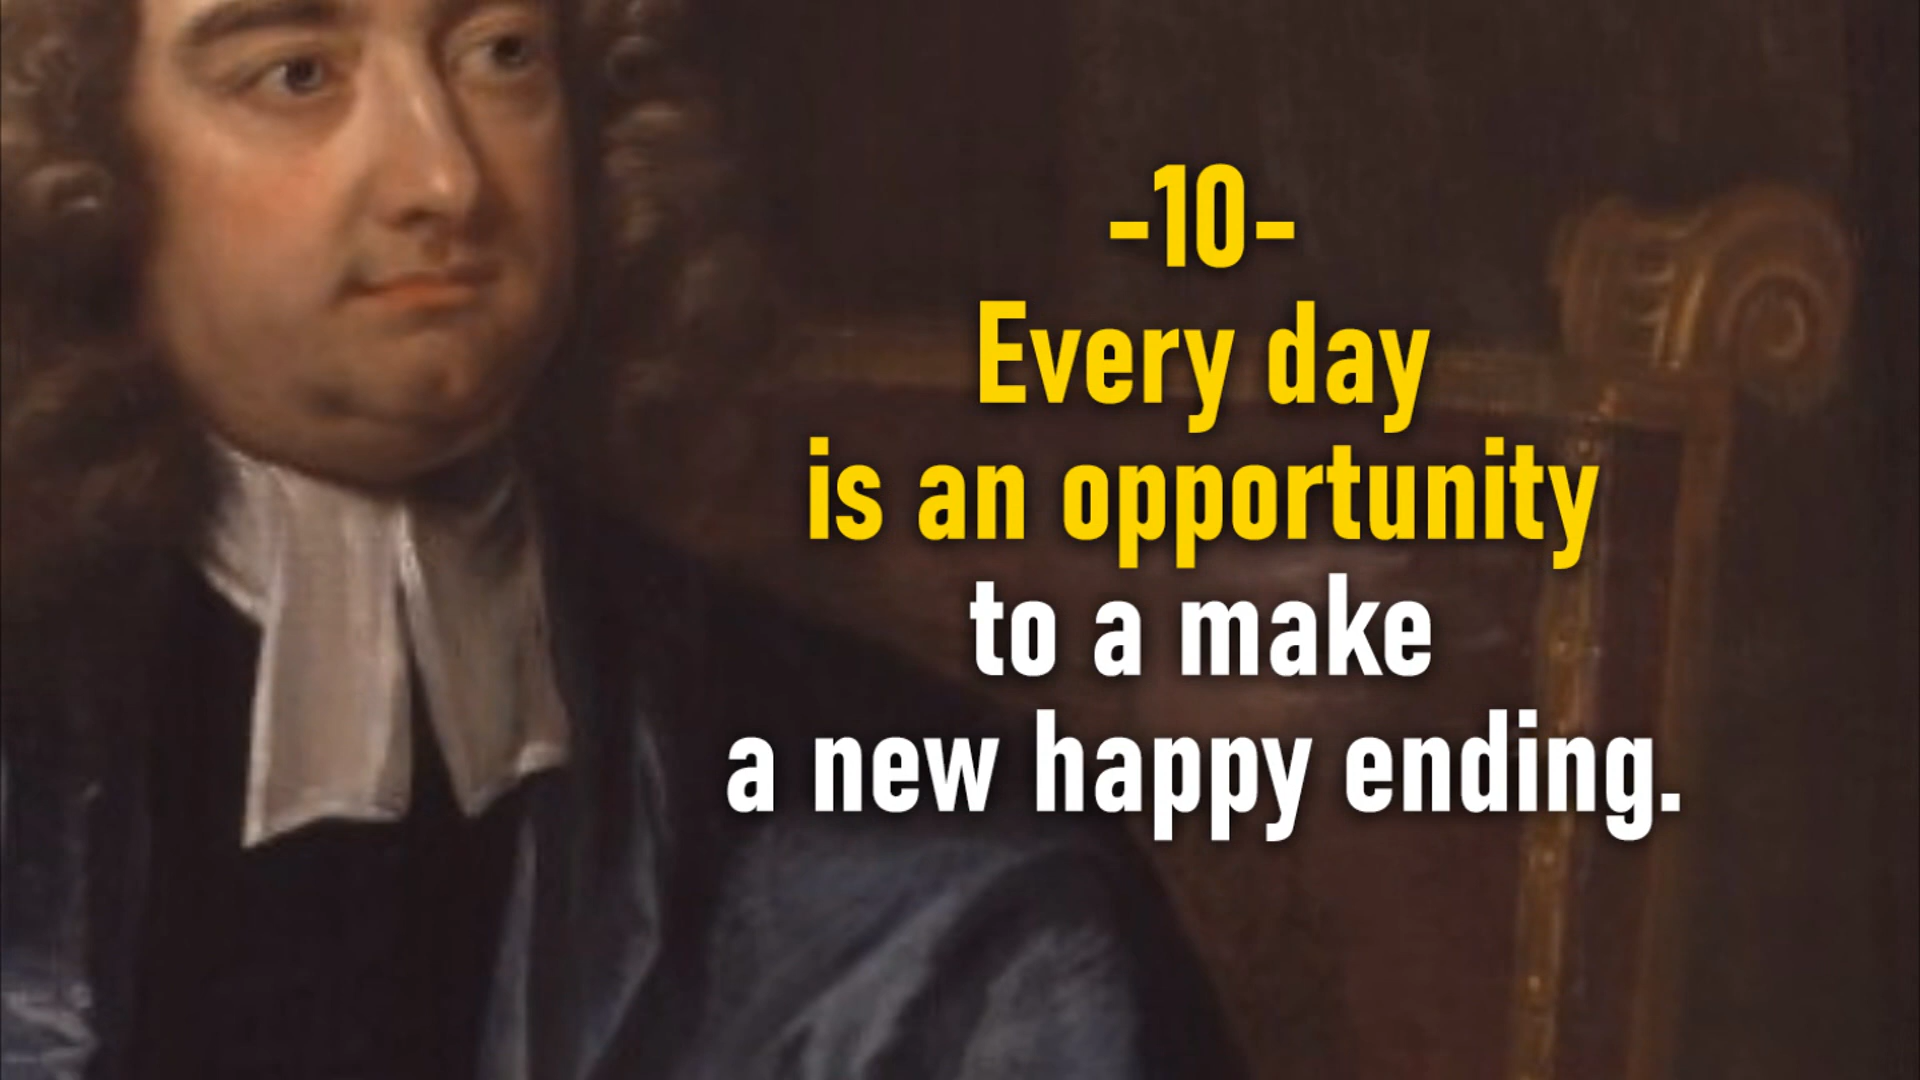 -10-
Every day
is an opportunity
to a make
a new happy ending.